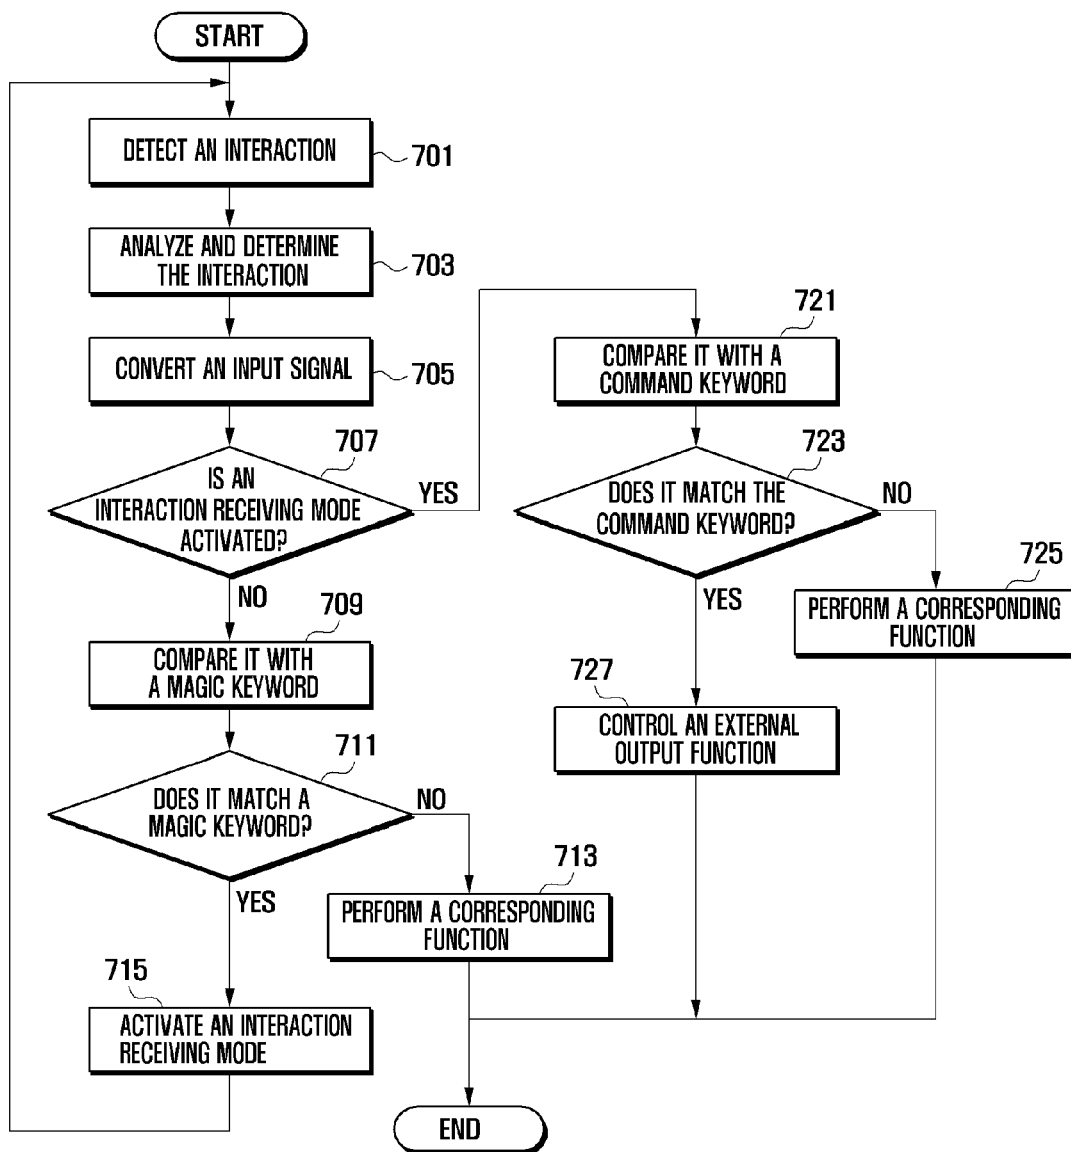 START
DETECT AN INTERACTION
701
ANALYZE AND DETERMINE
THE INTERACTION
703
CONVERT AN INPUT SIGNAL
705
707
IS AN
INTERACTION RECEIVING MODE
ACTIVATED?
YES
NO
709
COMPARE IT WITH
A MAGIC KEYWORD
711
DOES IT MATCH A
MAGIC KEYWORD?
NO
YES
713
PERFORM A CORRESPONDING
FUNCTION
715
ACTIVATE AN INTERACTION
RECEIVING MODE
721
COMPARE IT WITH A
COMMAND KEYWORD
723
DOES IT MATCH THE
COMMAND KEYWORD?
NO
YES
725
PERFORM A CORRESPONDING
FUNCTION
727
CONTROL AN EXTERNAL
OUTPUT FUNCTION
END